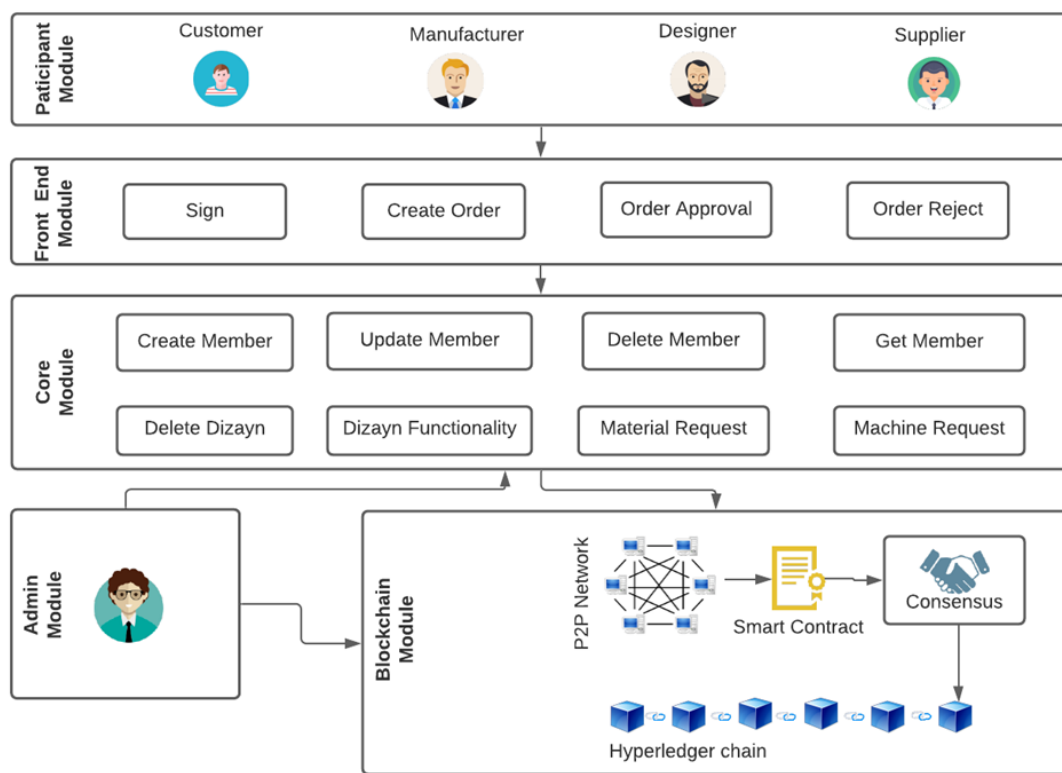 Paticipant
Module
Customer
Manufacturer
Designer
Supplier
Front End
Module
Sign
Create Order
Order Approval
Order Reject
Core
Module
Create Member
Update Member
Delete Member
Get Member
Delete Dizayn
Dizayn Functionality
Material Request
Machine Request
Admin
Module
Blockchain
Module
P2P Network
Smart Contract
Consensus
Hyperledger chain